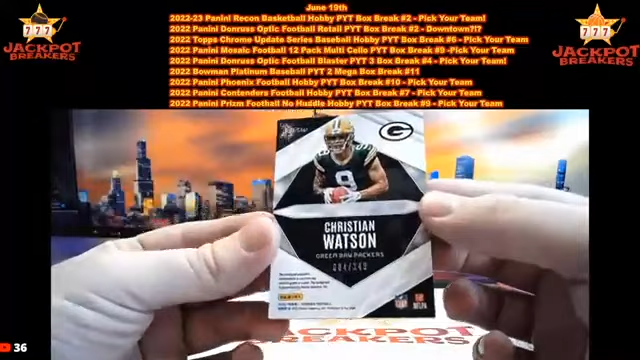 June 19th
2022-23 Panini Recon Basketball Hobby PYT Box Break #2 - Pick Your Team!
2022 Panini Donruss Optic Football Retail PYT Box Break #2 - Downtown?!?
2022 Topps Chrome Update Series Baseball Hobby PYT Box Break #6 - Pick Your Team
2022 Panini Mosaic Football 12 Pack Multi Cello PYT Box Break #9 -Pick Your Team
2022 Panini Donruss Optic Football Blaster PYT 3 Box Break #4 - Pick Your Team!
2022 Bowman Platinum Baseball PYT 2 Mega Box Break #11
2022 Panini Phoenix Football Hobby PYT Box Break #10 - Pick Your Team
2022 Panini Contenders Football Hobby PYT Box Break #7 - Pick Your Team
2022 Panini Prizm Football No Huddle Hobby PYT Box Break #9 - Pick Your Team
777
JACKPOT
BREAKERS
777
JACKPOT
BREAKERS
G
9
CHRISTIAN
WATSON
GREEN BAY PACKERS
PANINI
NFL
NFLPA
JACKPOT
BREAKERS
36